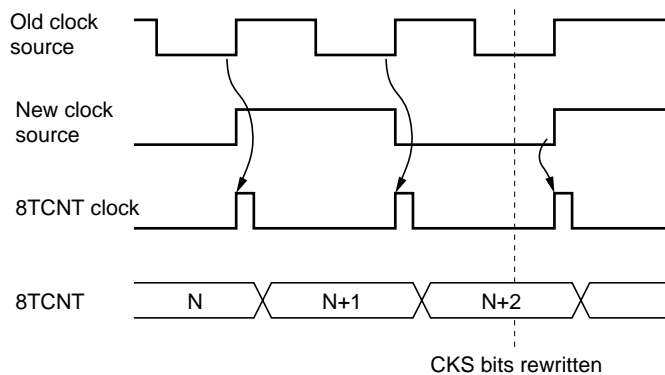 Old clock
source
New clock
source
8TCNT clock
8TCNT
N
N+1
N+2
CKS bits rewritten